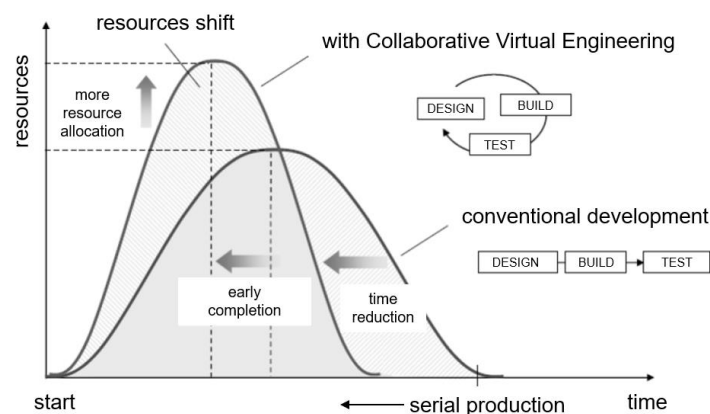 resources shift
with Collaborative Virtual Engineering
resources
more
resource
allocation
DESIGN
BUILD
TEST
conventional development
DESIGN
BUILD
TEST
early
completion
time
reduction
start
serial production
time